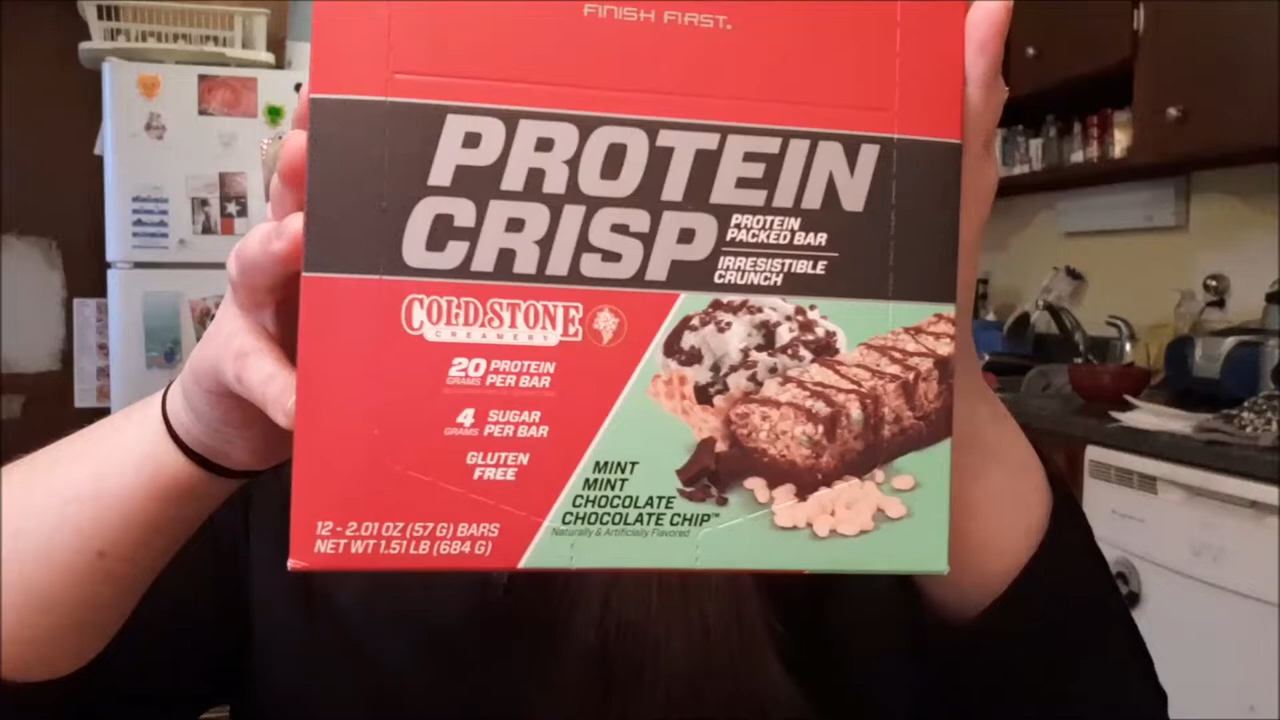 FINISH FIRST.
PROTEIN
CRISP
PROTEIN
PACKED BAR
IRRESISTIBLE
CRUNCH
COLD STONE
CREAMERY
20 PROTEIN
GRAMS PER BAR
4 SUGAR
GRAMS PER BAR
GLUTEN
FREE
12 - 2.01 OZ (57 G) BARS
NET WT 1.51 LB (684 G)
MINT
MINT
CHOCOLATE
CHOCOLATE CHIP™
Naturally & Artificially Flavored